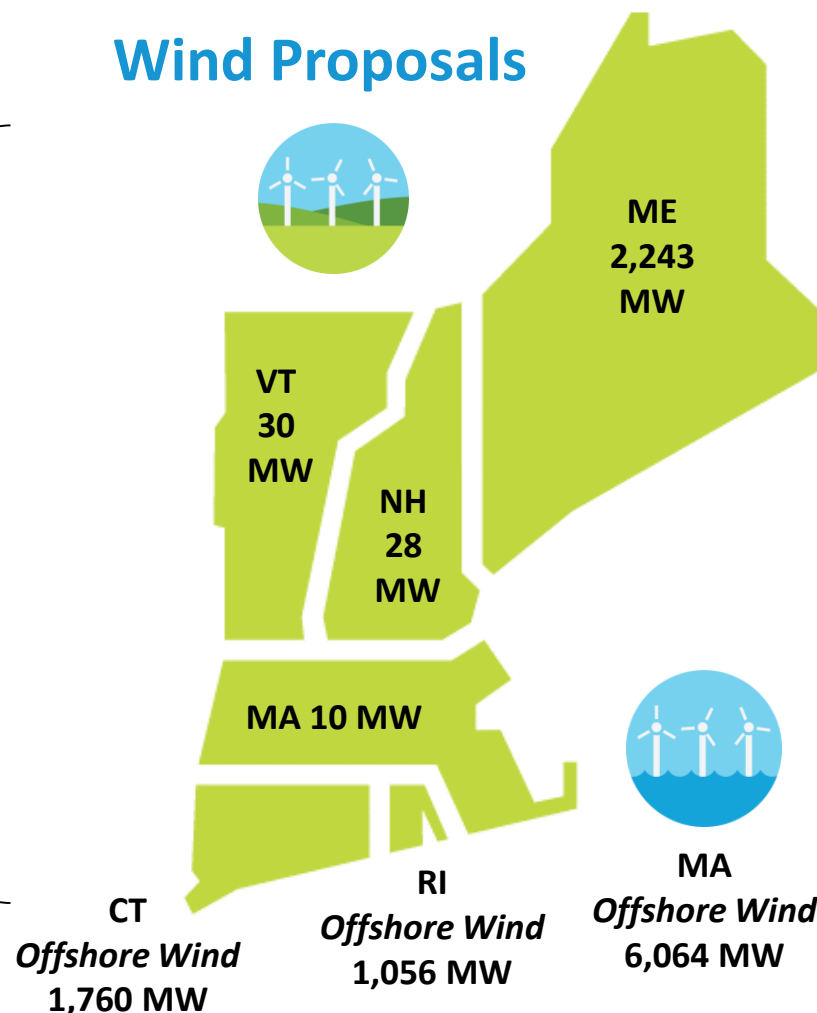 Wind Proposals
ME
2,243
MW
VT
30
MW
NH
28
MW
MA 10 MW
CT
Offshore Wind
1,760 MW
RI
Offshore Wind
1,056 MW
MA
Offshore Wind
6,064 MW